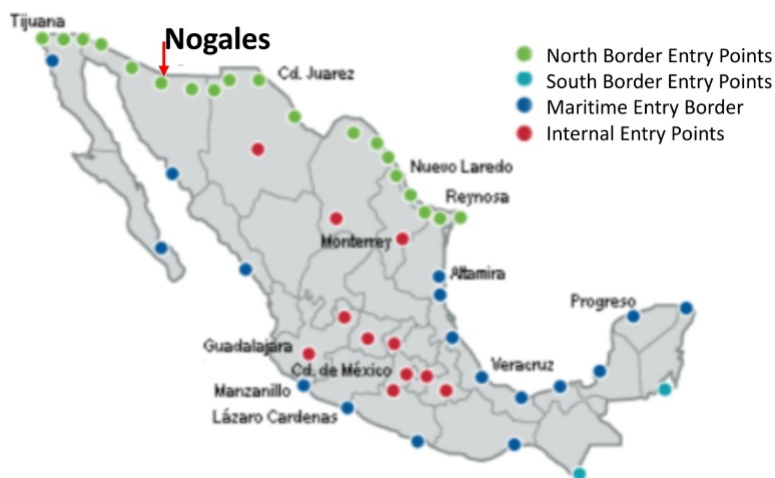 Tijuana
Nogales
Cd. Juarez
North Border Entry Points
South Border Entry Points
Maritime Entry Border
Internal Entry Points
Nuevo Laredo
Reynosa
Monterrey
Altamira
Progreso
Guadalajara
Cd. de México
Veracruz
Manzanillo
Lázaro Cardenas